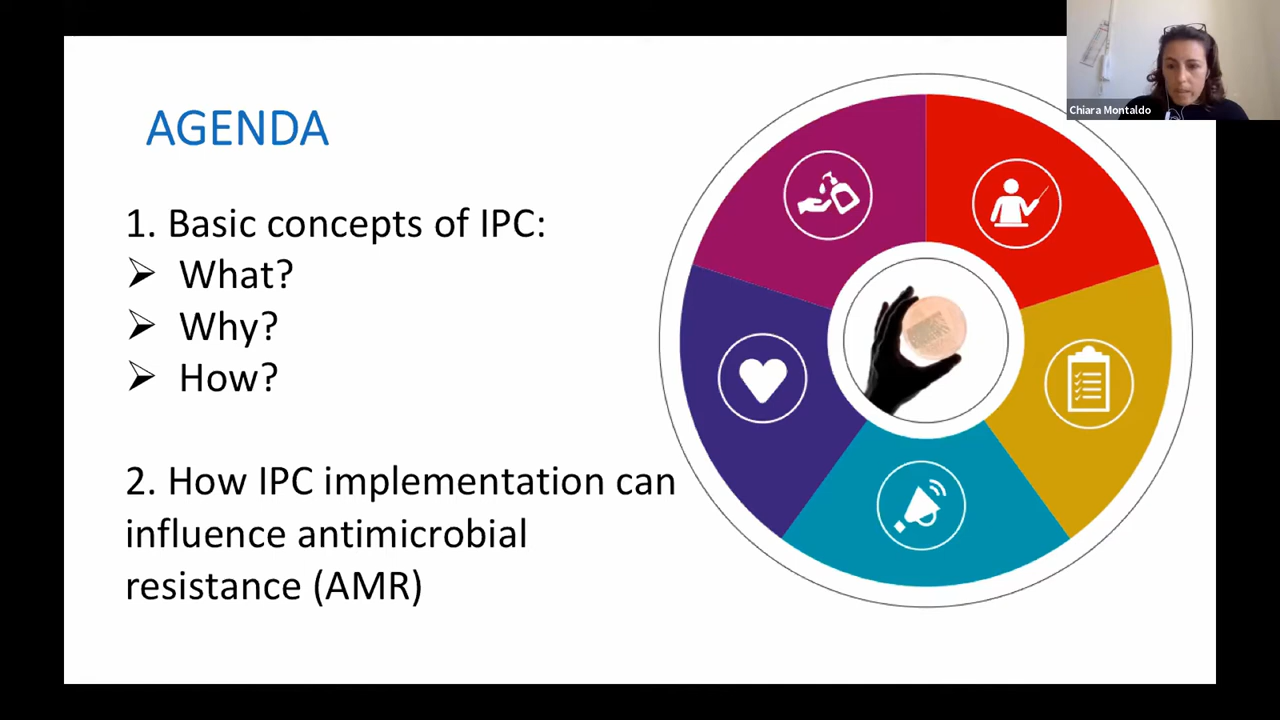 AGENDA
1. Basic concepts of IPC:
➢ What?
➢ Why?
➢ How?
2. How IPC implementation can
influence antimicrobial
resistance (AMR)
Chiara Montaldo